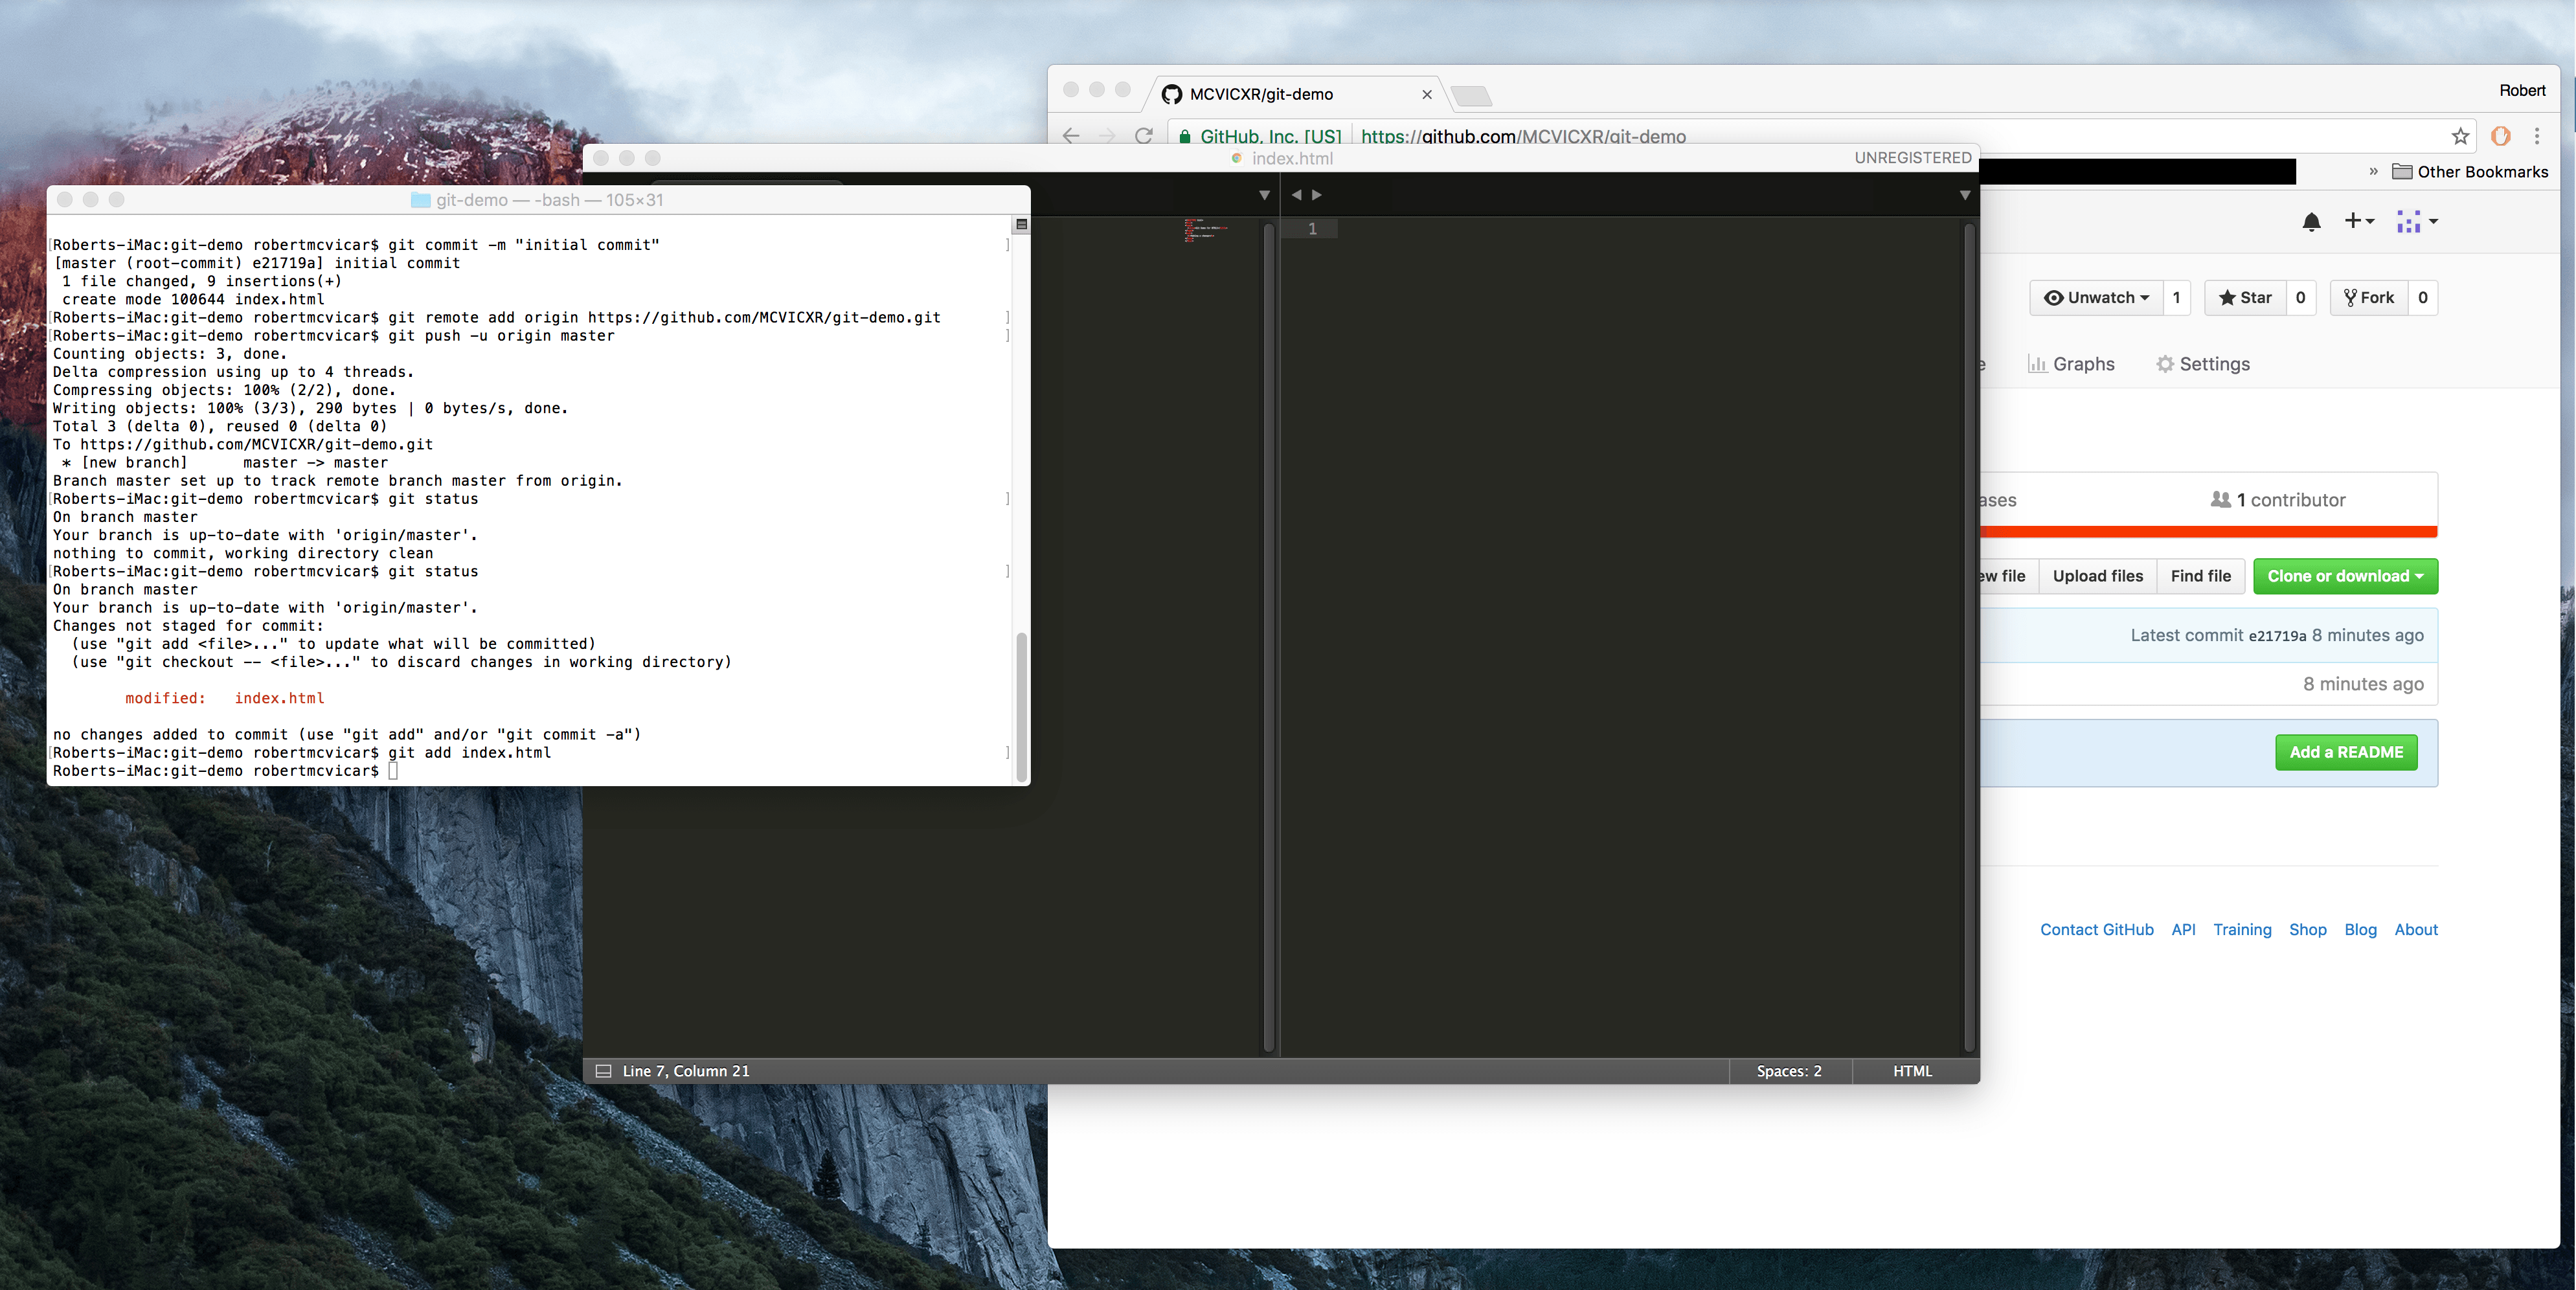 MCVICXR/git-demo
Robert
GitHub, Inc. [US]
https://github.com/MCVICXR/git-demo
Other Bookmarks
index.html
UNREGISTERED
1
Line 7, Column 21
Spaces: 2
HTML
git-demo — -bash — 105×31
Roberts-iMac:git-demo robertmcvicar$ git commit -m "initial commit"
[master (root-commit) e21719a] initial commit
1 file changed, 9 insertions(+)
create mode 100644 index.html
Roberts-iMac:git-demo robertmcvicar$ git remote add origin https://github.com/MCVICXR/git-demo.git
Roberts-iMac:git-demo robertmcvicar$ git push -u origin master
Counting objects: 3, done.
Delta compression using up to 4 threads.
Compressing objects: 100% (2/2), done.
Writing objects: 100% (3/3), 290 bytes | 0 bytes/s, done.
Total 3 (delta 0), reused 0 (delta 0)
To https://github.com/MCVICXR/git-demo.git
* [new branch]      master -> master
Branch master set up to track remote branch master from origin.
Roberts-iMac:git-demo robertmcvicar$ git status
On branch master
Your branch is up-to-date with 'origin/master'.
nothing to commit, working directory clean
Roberts-iMac:git-demo robertmcvicar$ git status
On branch master
Your branch is up-to-date with 'origin/master'.
Changes not staged for commit:
(use "git add <file>..." to update what will be committed)
(use "git checkout -- <file>..." to discard changes in working directory)
modified:   index.html
no changes added to commit (use "git add" and/or "git commit -a")
Roberts-iMac:git-demo robertmcvicar$ git add index.html
Roberts-iMac:git-demo robertmcvicar$
Unwatch 1 Star 0 Fork 0
Graphs Settings
ases 1 contributor
ew file Upload files Find file Clone or download
Latest commit e21719a 8 minutes ago
8 minutes ago
Add a README
Contact GitHub API Training Shop Blog About